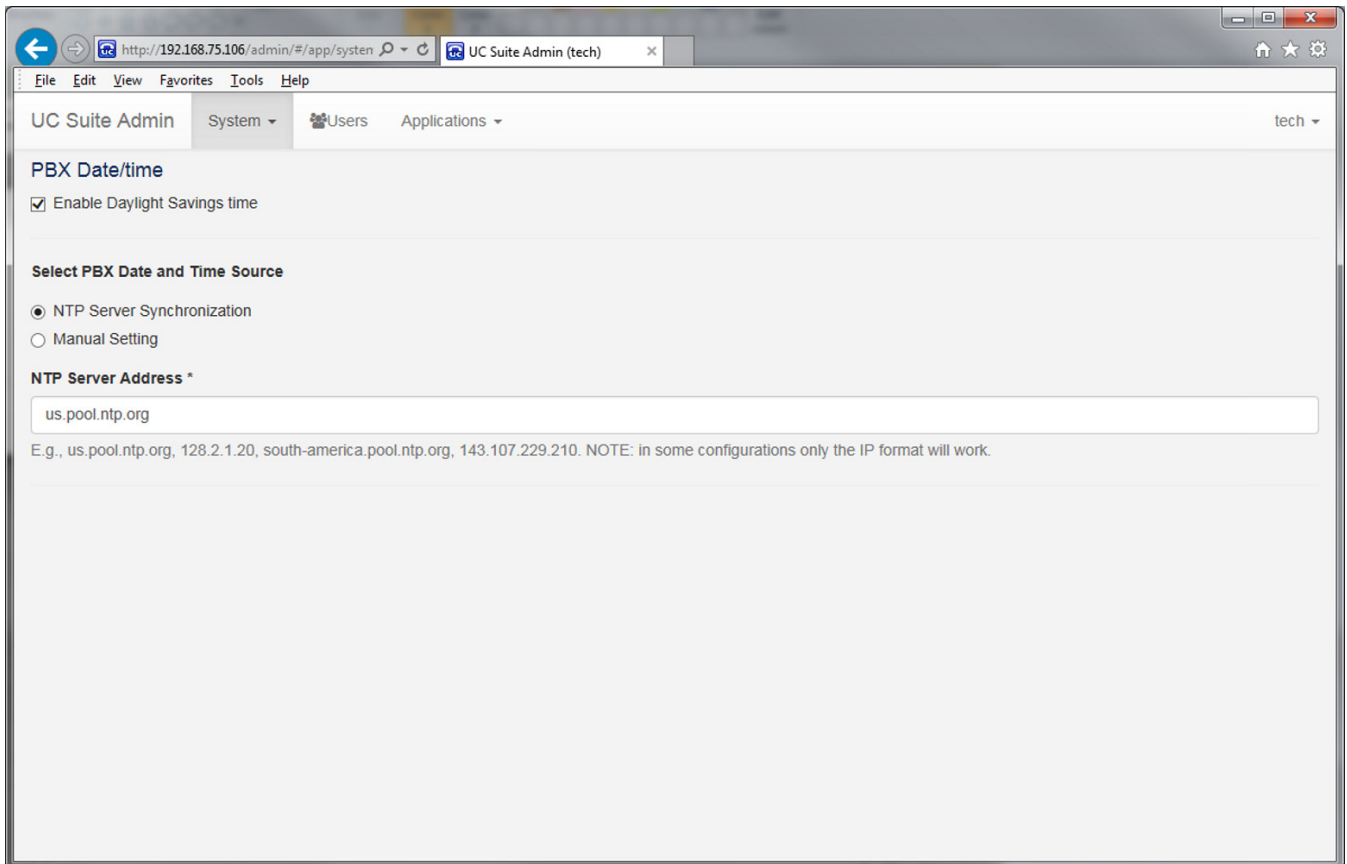 http://192.168.75.106/admin/#/app/system
UC Suite Admin (tech)
File Edit View Favorites Tools Help
UC Suite Admin System Users Applications tech
PBX Date/time
Enable Daylight Savings time
Select PBX Date and Time Source
NTP Server Synchronization
Manual Setting
NTP Server Address *
us.pool.ntp.org
E.g., us.pool.ntp.org, 128.2.1.20, south-america.pool.ntp.org, 143.107.229.210. NOTE: in some configurations only the IP format will work.